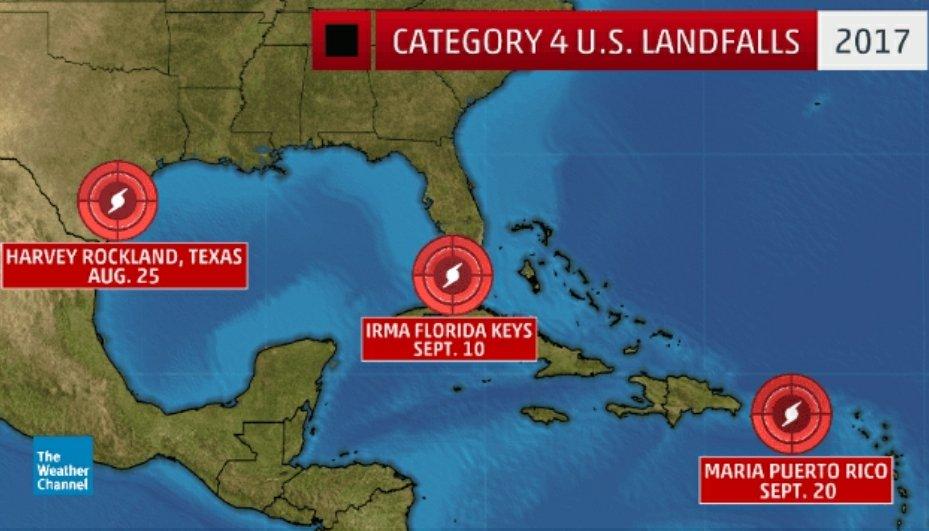 CATEGORY 4 U.S. LANDFALLS 2017
HARVEY ROCKLAND, TEXAS
AUG. 25
IRMA FLORIDA KEYS
SEPT. 10
MARIA PUERTO RICO
SEPT. 20
The
Weather
Channel